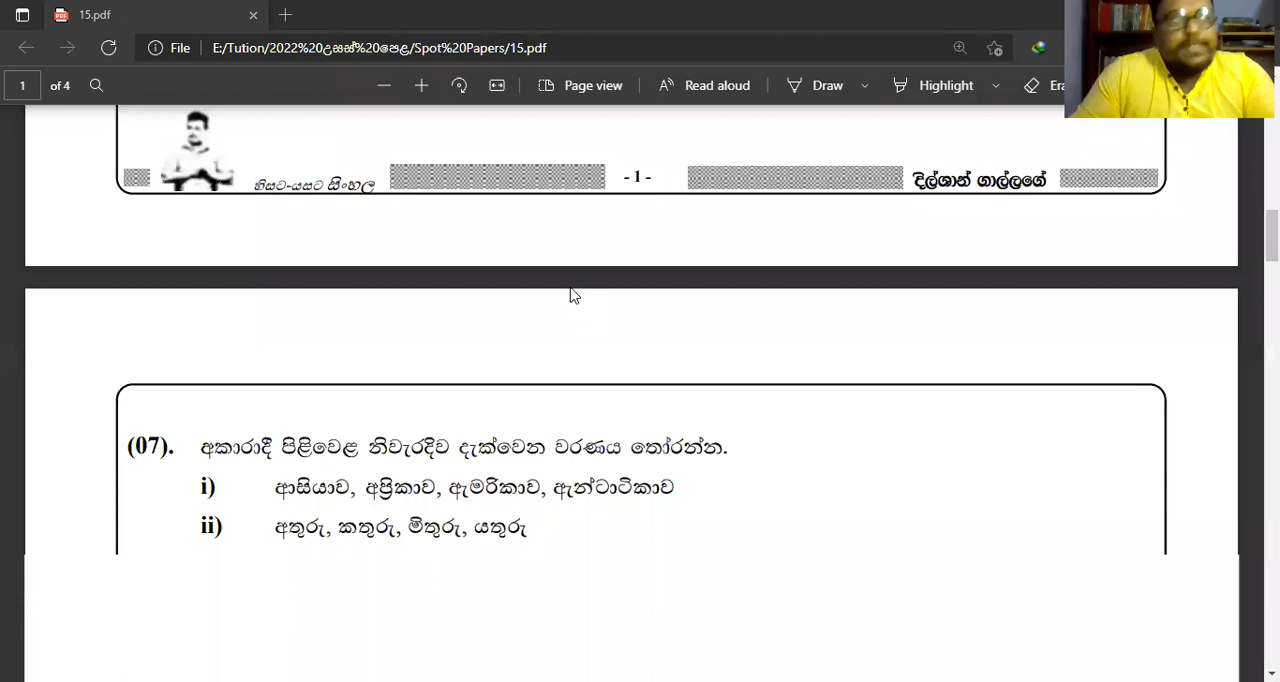 15.pdf
File E:/Tution/2022%20උසස්%20පෙළ/Spot%20Papers/15.pdf
1 of 4 Page view Read aloud Draw Highlight Era
නිසට-යසට සිංහල - 1 - දිල්ශාන් ගාල්ලගේ
(07). අකාරාදී පිළිවෙළ නිවැරදිව දැක්වෙන වරණය තෝරන්න.
i) ආසියාව, අප්‍රිකාව, ඇමරිකාව, ඇන්ටාටිකාව
ii) අතුරු, කතුරු, මිතුරු, යතුරු